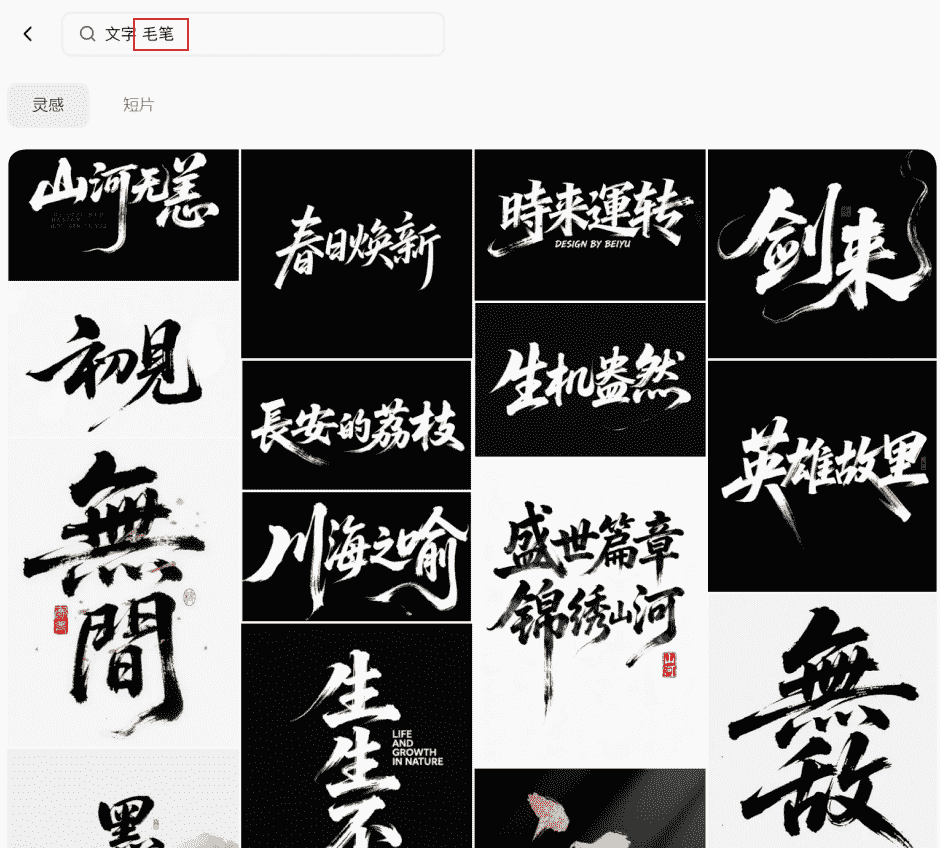 文字 毛笔
灵感
短片
山河无恙
春日焕新
時来運转
DESIGN BY BEIYU
剑来
初見
長安的荔枝
生机盎然
英雄故里
無間
川海之喻
盛世篇章
锦绣山河
山河
生生不
LIFE
AND
GROWTH
IN NATURE
無敌
黑